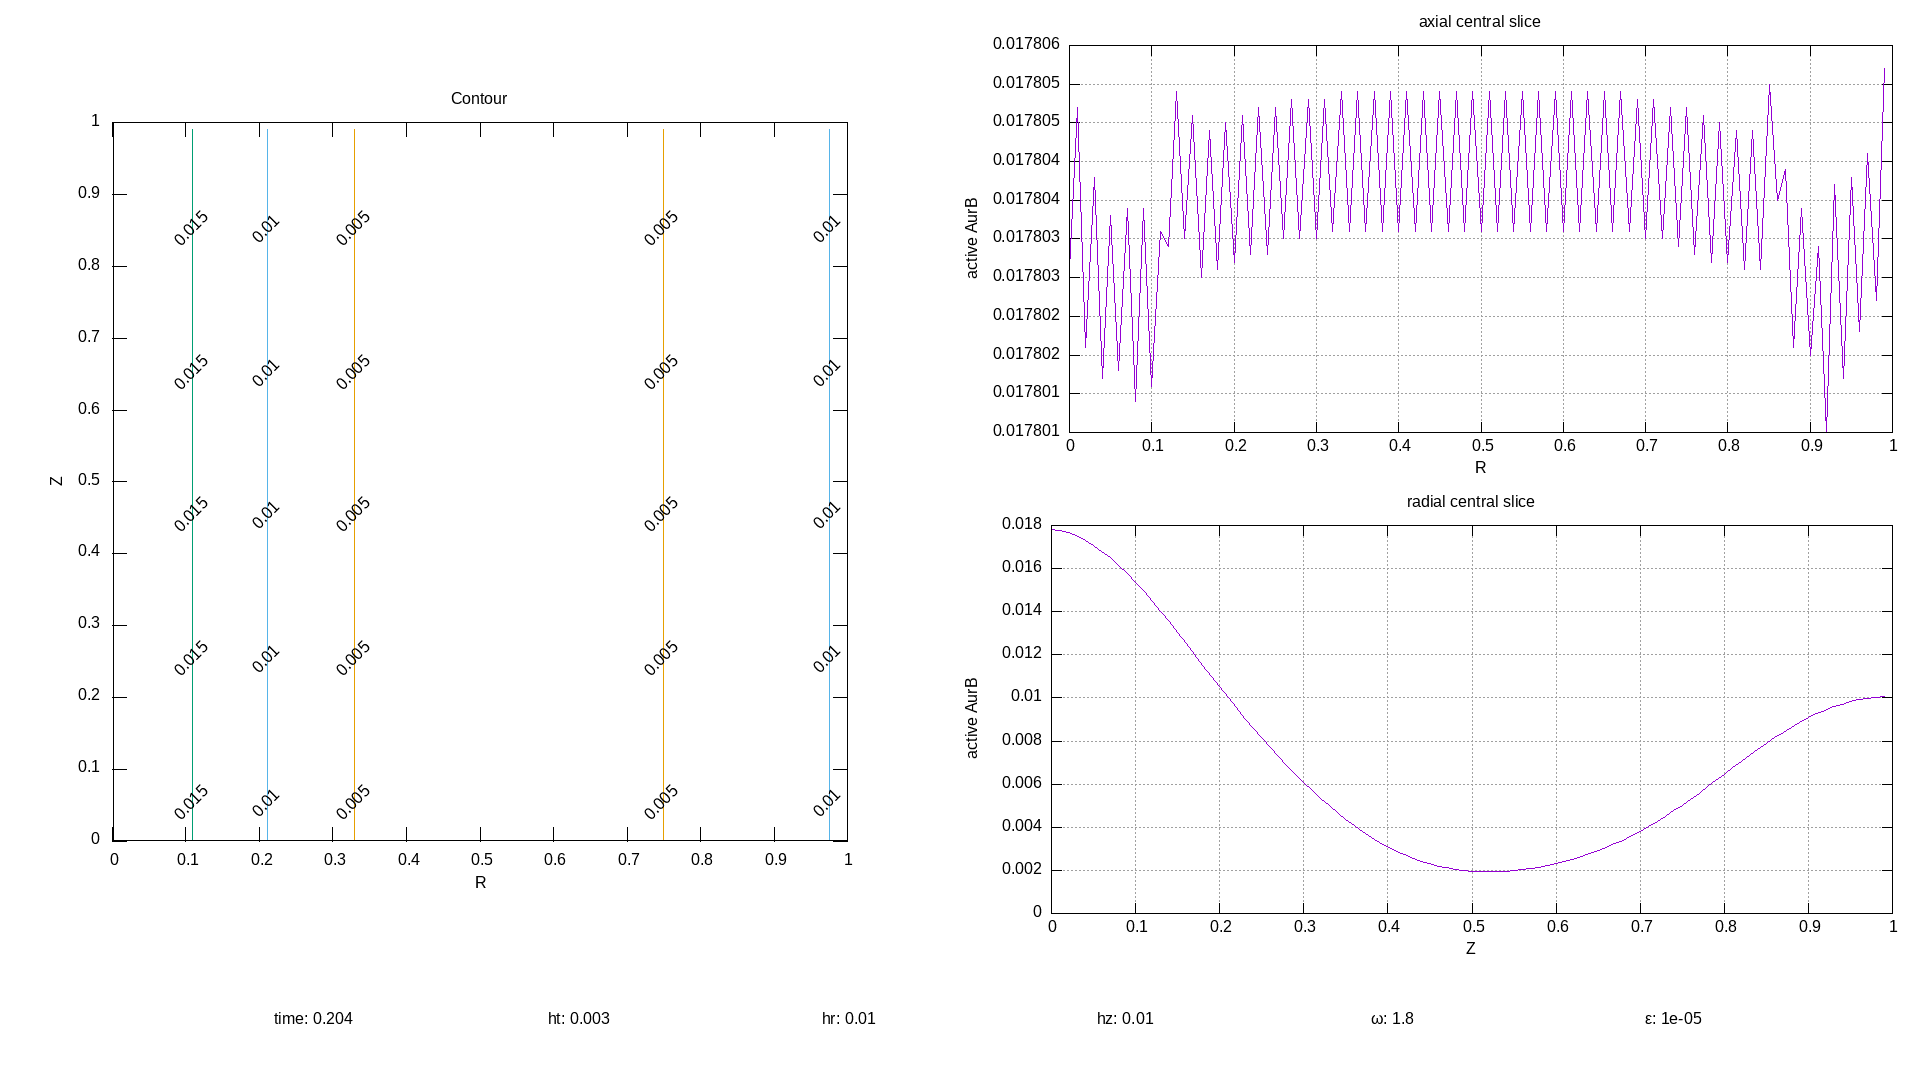 Contour
1
0.9
0.8
0.7
0.6
0.5
0.4
0.3
0.2
0.1
0
Z
0.015 0.01 0.005 0.005 0.01
0.015 0.01 0.005 0.005 0.01
0.015 0.01 0.005 0.005 0.01
0.015 0.01 0.005 0.005 0.01
0.015 0.01 0.005 0.005 0.01
0 0.1 0.2 0.3 0.4 0.5 0.6 0.7 0.8 0.9 1
R
axial central slice
0.017806
0.017805
0.017805
0.017804
0.017804
0.017803
0.017803
0.017802
0.017802
0.017801
0.017801
active AurB
0 0.1 0.2 0.3 0.4 0.5 0.6 0.7 0.8 0.9 1
R
radial central slice
0.018
0.016
0.014
0.012
0.01
0.008
0.006
0.004
0.002
0
active AurB
0 0.1 0.2 0.3 0.4 0.5 0.6 0.7 0.8 0.9 1
Z
time: 0.204 ht: 0.003 hr: 0.01 hz: 0.01 ω: 1.8 ε: 1e-05